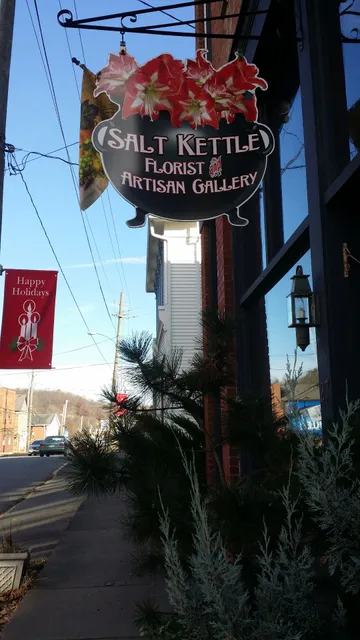 SALT KETTLE
FLORIST &
ARTISAN GALLERY
Happy
Holidays